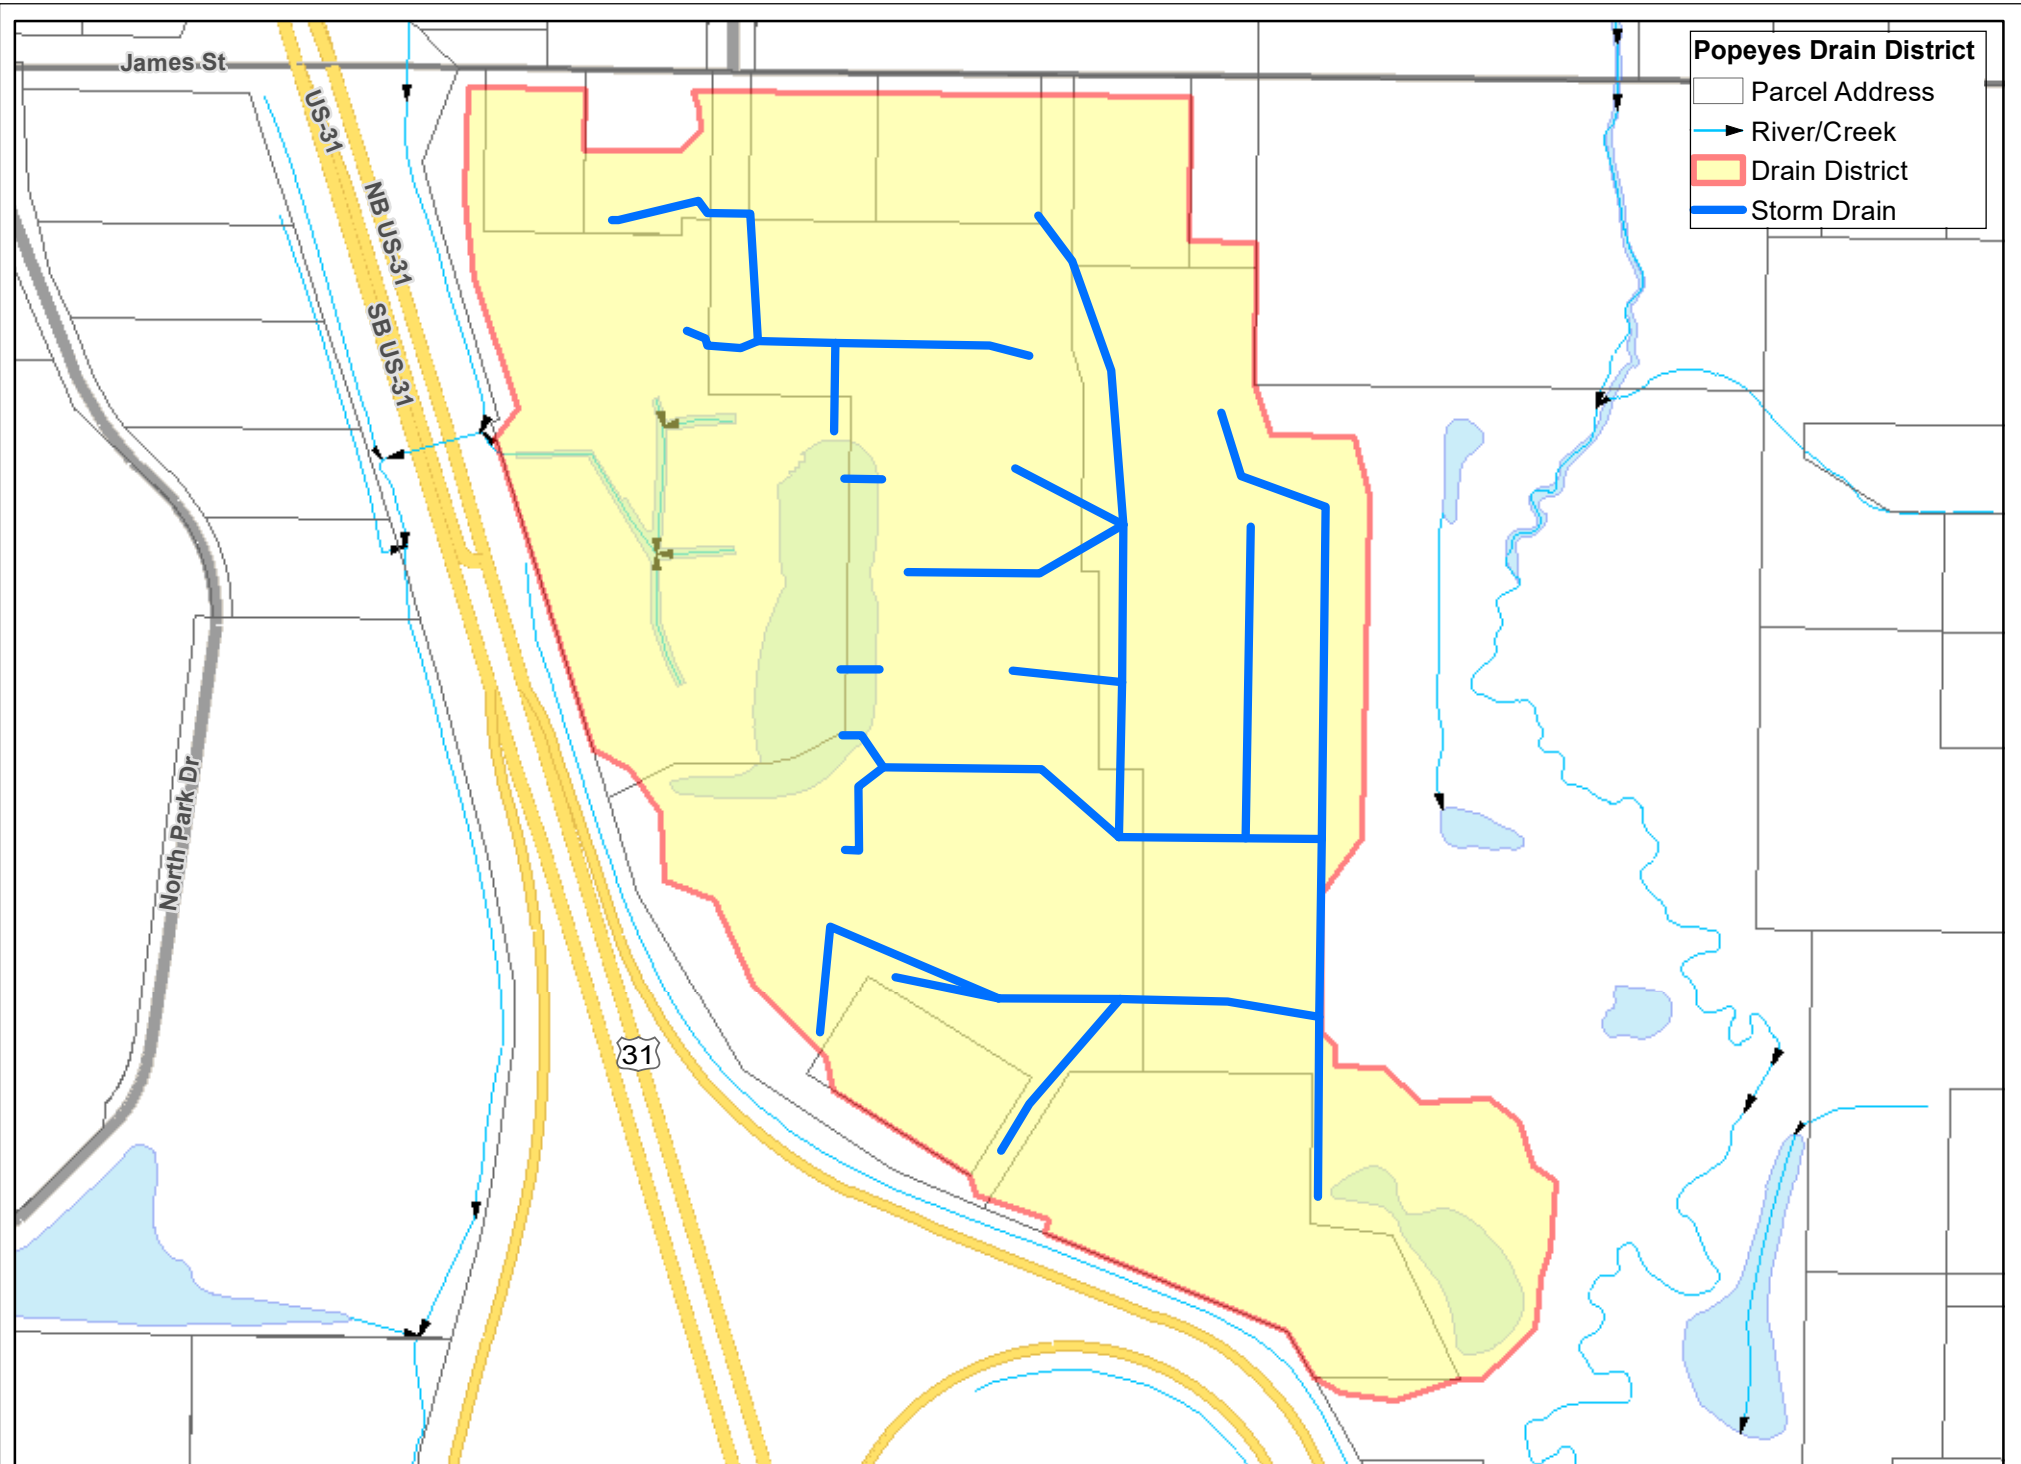 Popeyes Drain District
Parcel Address
River/Creek
Drain District
Storm Drain
James St
US-31
NB US-31
SB US-31
North Park Dr
31